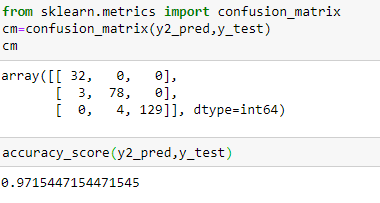 from sklearn.metrics import confusion_matrix
cm=confusion_matrix(y2_pred,y_test)
cm
array([[ 32,   0,   0],
       [  3,  78,   0],
       [  0,   4, 129]], dtype=int64)
accuracy_score(y2_pred,y_test)
0.9715447154471545